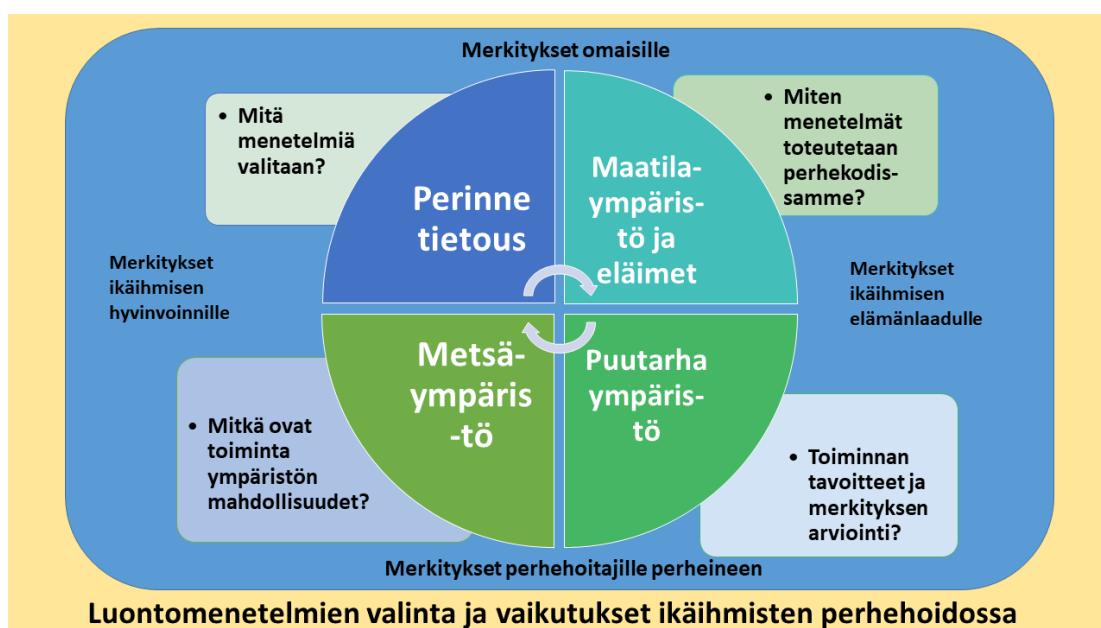 Merkitykset omaisille
• Mitä
menetelmiä
valitaan?
• Miten
menetelmät
toteutetaan
perhekodis-
samme?
Perinne
tietous
Maatila-
ympäris-
tö ja
eläimet
Merkitykset
ikäihmisen
hyvinvoinnille
Merkitykset
ikäihmisen
elämänlaadulle
Metsä-
ympäris
-tö
Puutarha
ympäris-
tö
• Mitkä ovat
toiminta
ympäristön
mahdollisuudet?
• Toiminnan
tavoitteet ja
merkityksen
arviointi?
Merkitykset perhehoitajille perheineen
Luontomenetelmien valinta ja vaikutukset ikäihmisten perhehoidossa